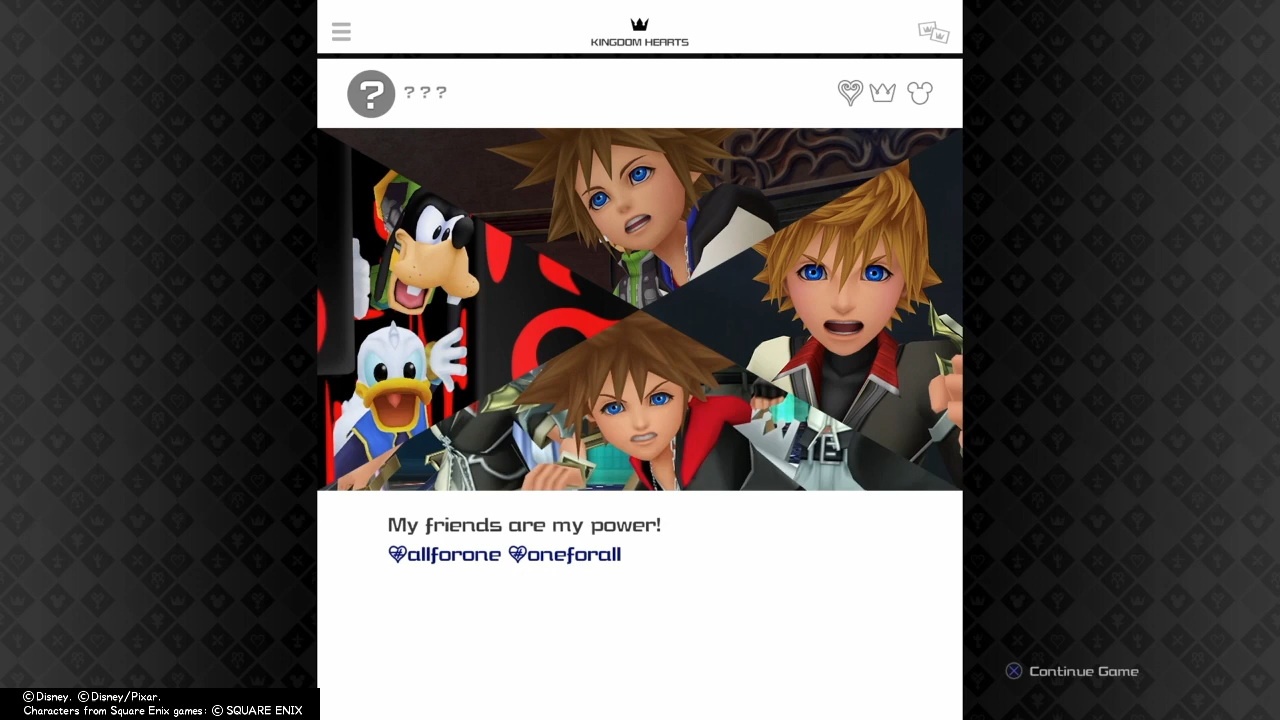 KINGDOM HEARTS
?
? ? ?
My friends are my power!
#allforone #oneforall
Continue Game
©Disney. ©Disney/Pixar.
Characters from Square Enix games: © SQUARE ENIX